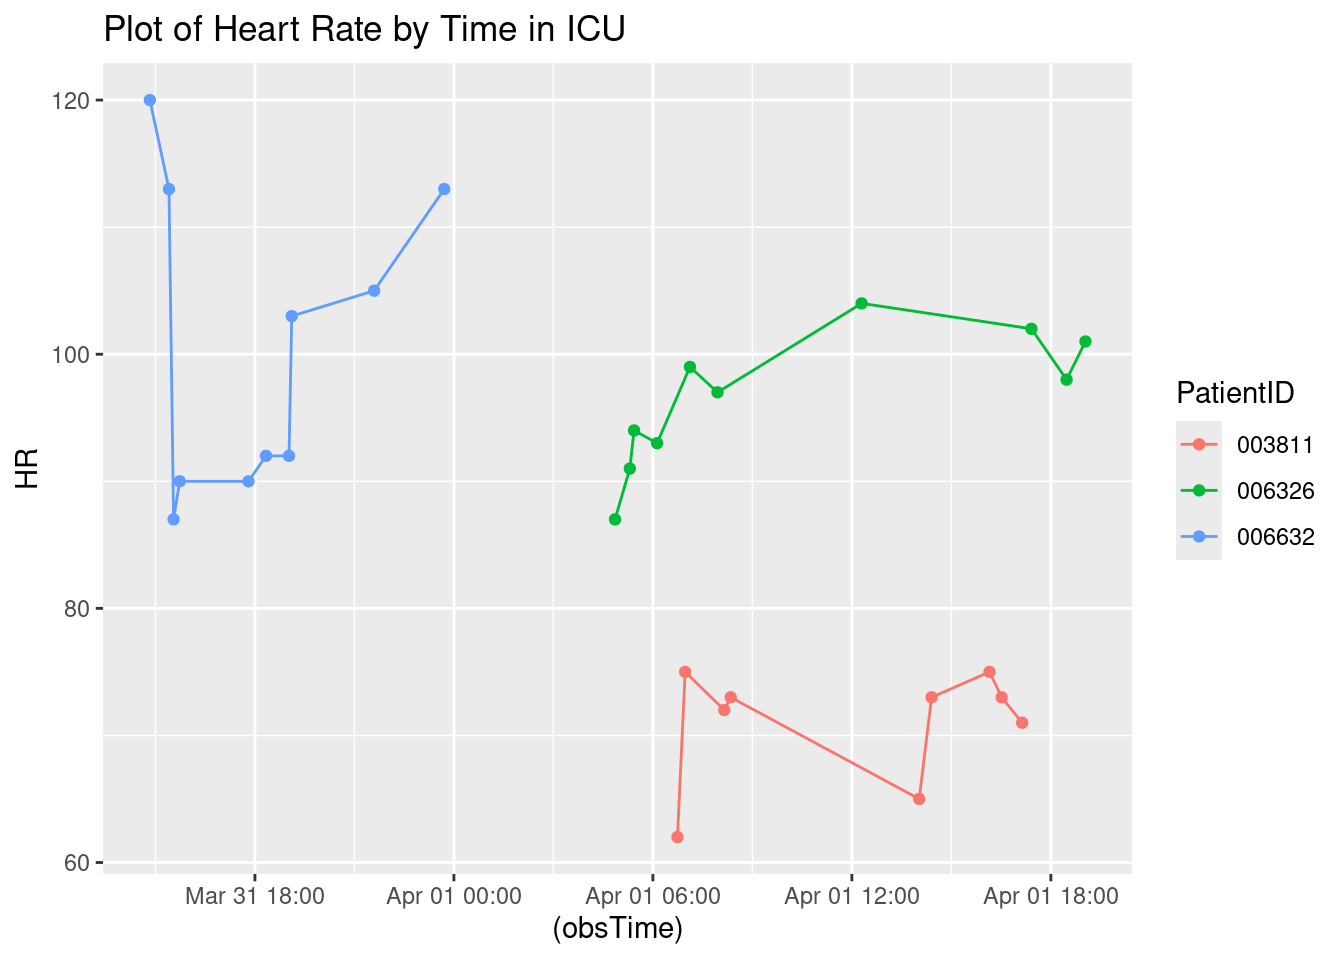 Plot of Heart Rate by Time in ICU
120
100
80
60
HR
Mar 31 18:00
Apr 01 00:00
Apr 01 06:00
Apr 01 12:00
Apr 01 18:00
(obsTime)
PatientID
003811
006326
006632